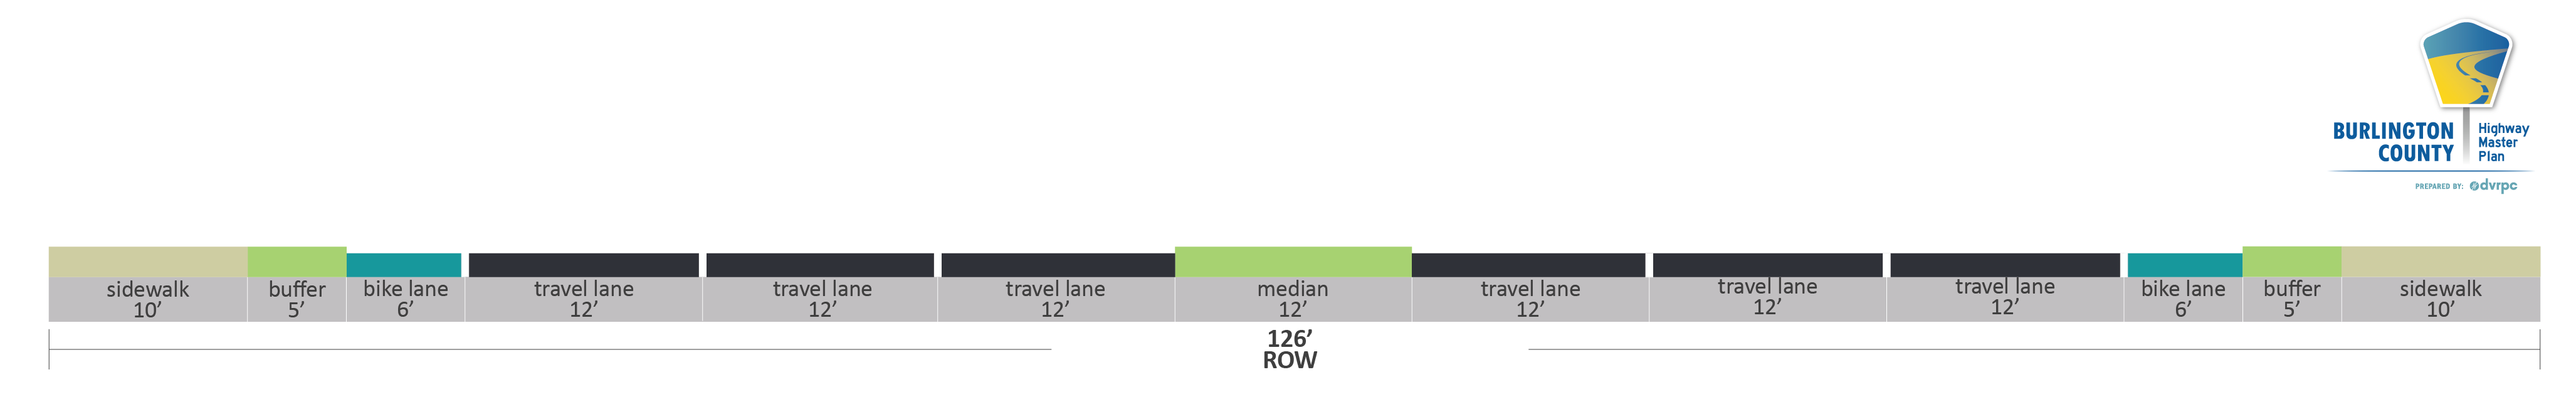 BURLINGTON
COUNTY
Highway
Master
Plan
PREPARED BY: dvrpc
sidewalk
10’
buffer
5’
bike lane
6’
travel lane
12’
travel lane
12’
travel lane
12’
median
12’
travel lane
12’
travel lane
12’
travel lane
12’
bike lane
6’
buffer
5’
sidewalk
10’
126’
ROW